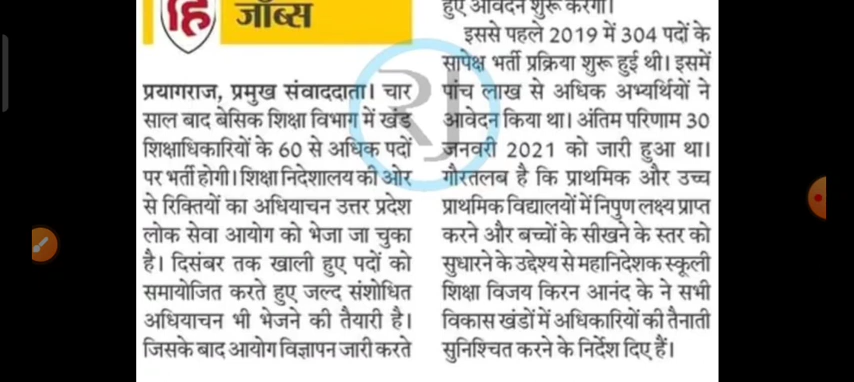 हि
जॉब्स
प्रयागराज, प्रमुख संवाददाता। चार
साल बाद बेसिक शिक्षा विभाग में खंड
शिक्षाधिकारियों के 60 से अधिक पदों
पर भर्ती होगी। शिक्षा निदेशालय की ओर
से रिक्तियों का अधियाचन उत्तर प्रदेश
लोक सेवा आयोग को भेजा जा चुका
है। दिसंबर तक खाली हुए पदों को
समायोजित करते हुए जल्द संशोधित
अधियाचन भी भेजने की तैयारी है।
जिसके बाद आयोग विज्ञापन जारी करते
हुए आवेदन शुरू करेगा।
इससे पहले 2019 में 304 पदों के
सापेक्ष भर्ती प्रक्रिया शुरू हुई थी। इसमें
पांच लाख से अधिक अभ्यर्थियों ने
आवेदन किया था। अंतिम परिणाम 30
जनवरी 2021 को जारी हुआ था।
गौरतलब है कि प्राथमिक और उच्च
प्राथमिक विद्यालयों में निपुण लक्ष्य प्राप्त
करने और बच्चों के सीखने के स्तर को
सुधारने के उद्देश्य से महानिदेशक स्कूली
शिक्षा विजय किरन आनंद के ने सभी
विकास खंडों में अधिकारियों की तैनाती
सुनिश्चित करने के निर्देश दिए हैं।
RJ